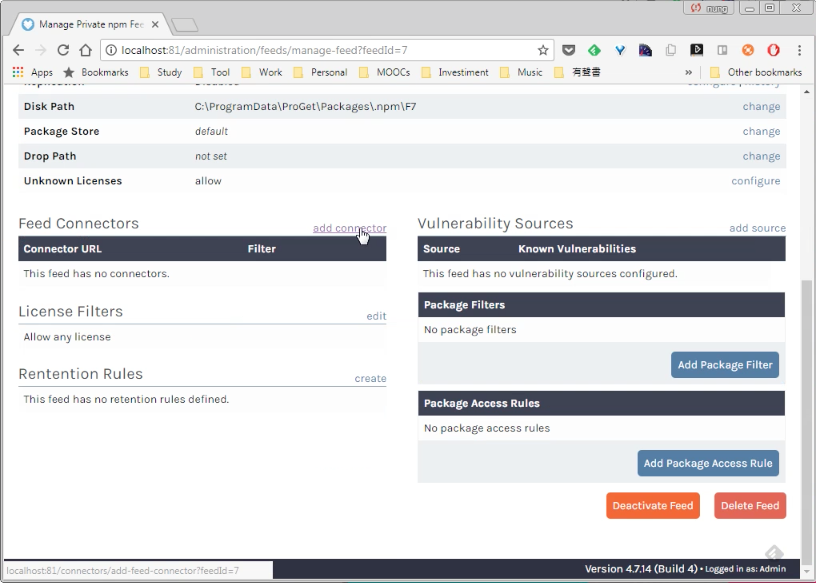 Manage Private npm Fee
localhost:81/administration/feeds/manage-feed?feedId=7
Apps Bookmarks Study Tool Work Personal MOOCs Investiment Music 有聲書 » Other bookmarks
Disk Path C:\ProgramData\ProGet\Packages\.npm\F7 change
Package Store default change
Drop Path not set change
Unknown Licenses allow configure
Feed Connectors add connector
Connector URL Filter
This feed has no connectors.
License Filters edit
Allow any license
Rentention Rules create
This feed has no retention rules defined.
Vulnerability Sources add source
Source Known Vulnerabilities
This feed has no vulnerability sources configured.
Package Filters
No package filters
Add Package Filter
Package Access Rules
No package access rules
Add Package Access Rule
Deactivate Feed Delete Feed
localhost:81/connectors/add-feed-connector?feedId=7
Version 4.7.14 (Build 4) • Logged in as: Admin